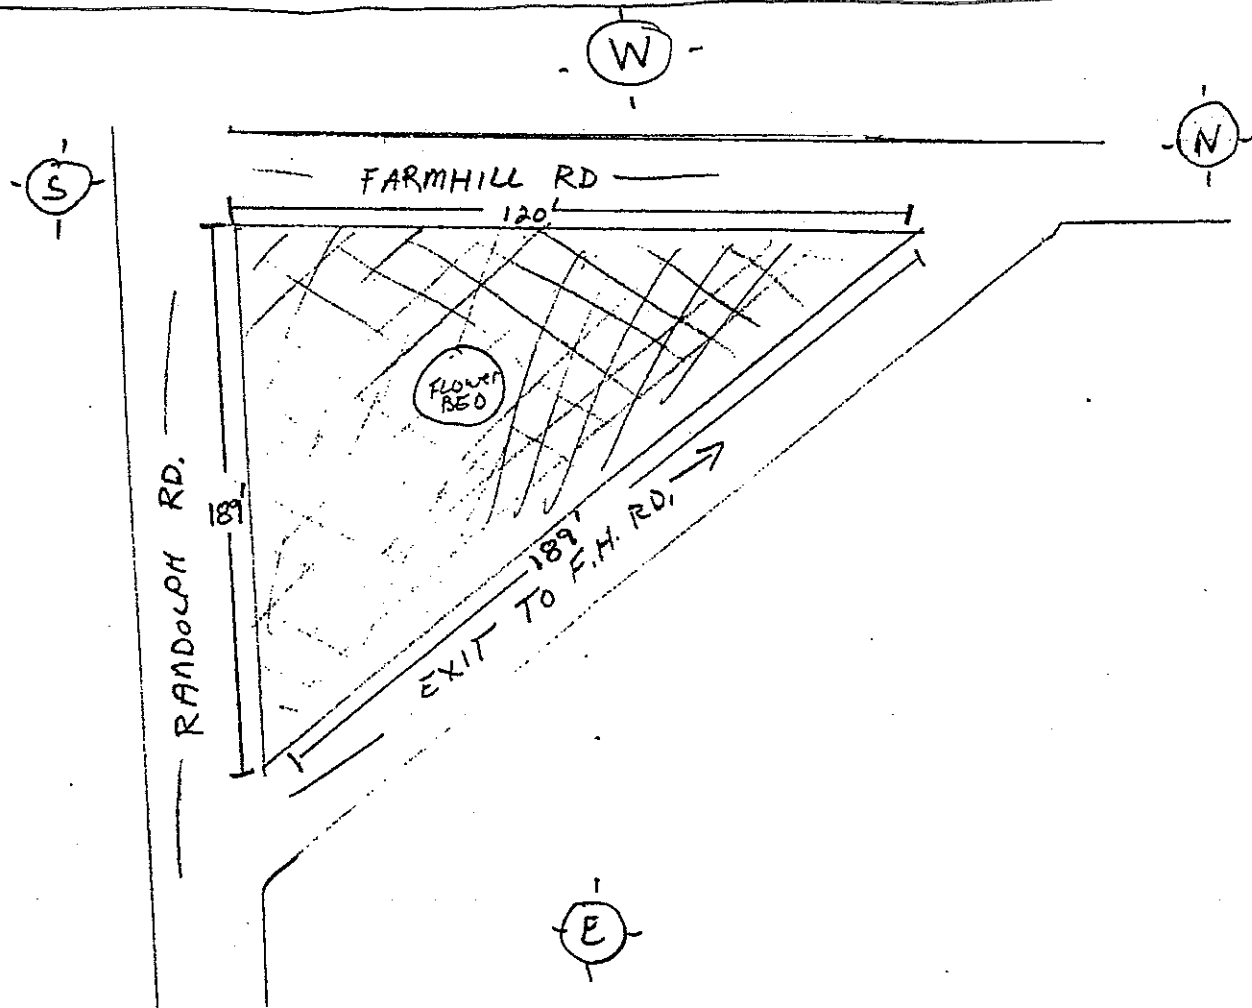 W
N
S
FARMHILL RD
120'
FLOWER
BED
RANDOLPH RD.
189'
189'
EXIT TO F.H. RD.
E